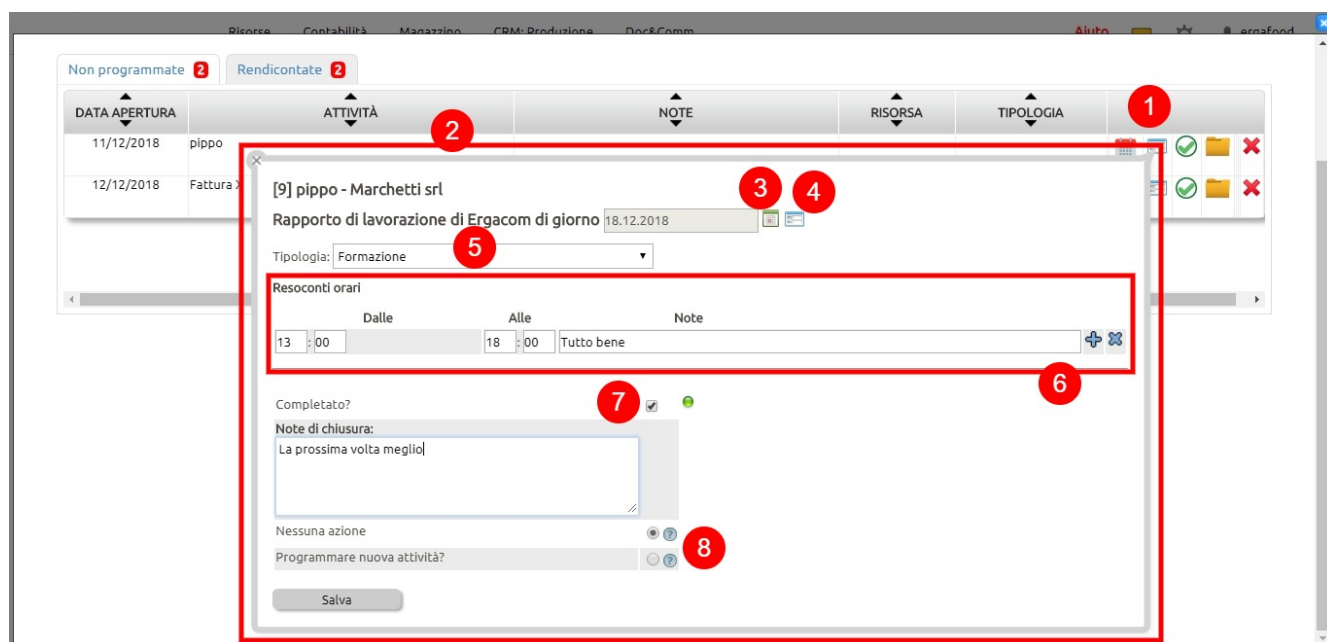 Risorse Contabilità Magazzino CRM: Produzione Doc&Comm Aiuto ergafood
Non programmate 2 Rendicontate 2
DATA APERTURA ATTIVITÀ NOTE RISORSA TIPOLOGIA 1
2
11/12/2018 pippo
12/12/2018 Fattura
[9] pippo - Marchetti srl 3 4
Rapporto di lavorazione di Ergacom di giorno 18.12.2018
5
Tipologia: Formazione
Resoconti orari
Dalle Alle Note
13 : 00 18 : 00 Tutto bene
6
Completato? 7
Note di chiusura:
La prossima volta meglio
Nessuna azione
8
Programmare nuova attività?
Salva